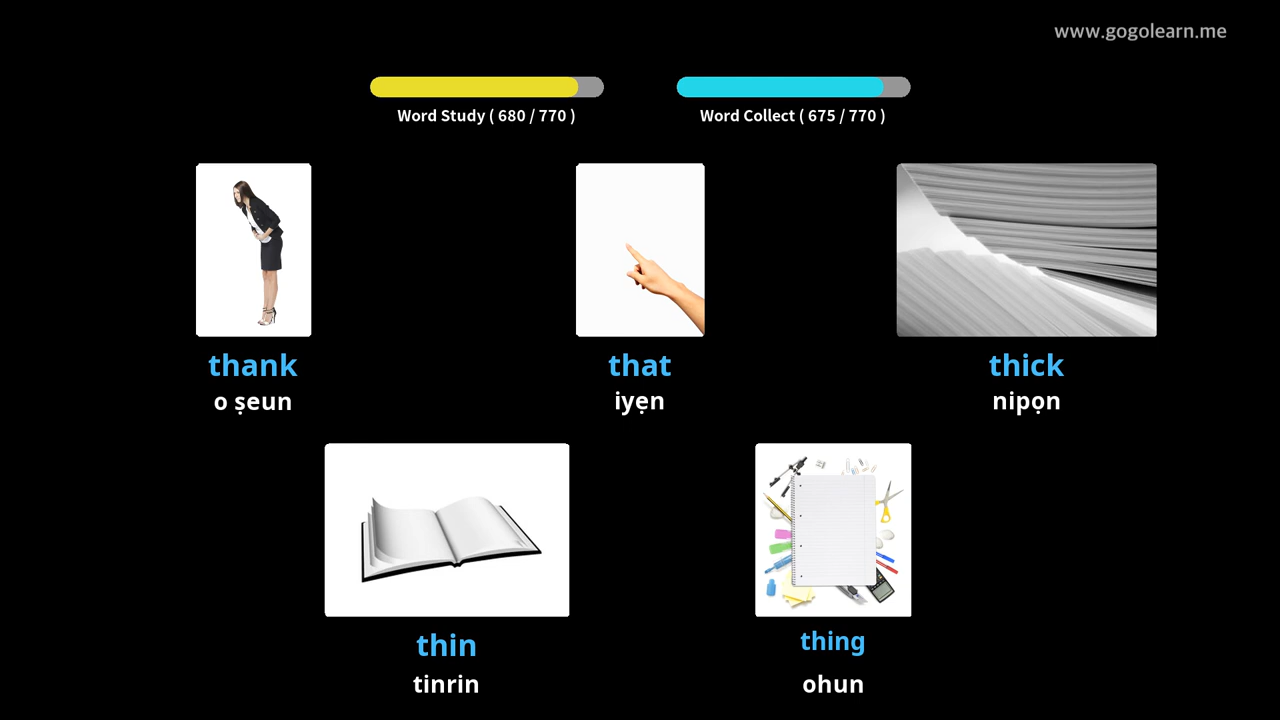 www.gogolearn.me
Word Study ( 680 / 770 )
Word Collect ( 675 / 770 )
thank
o ṣeun
that
iyẹn
thick
nipọn
thin
tinrin
thing
ohun